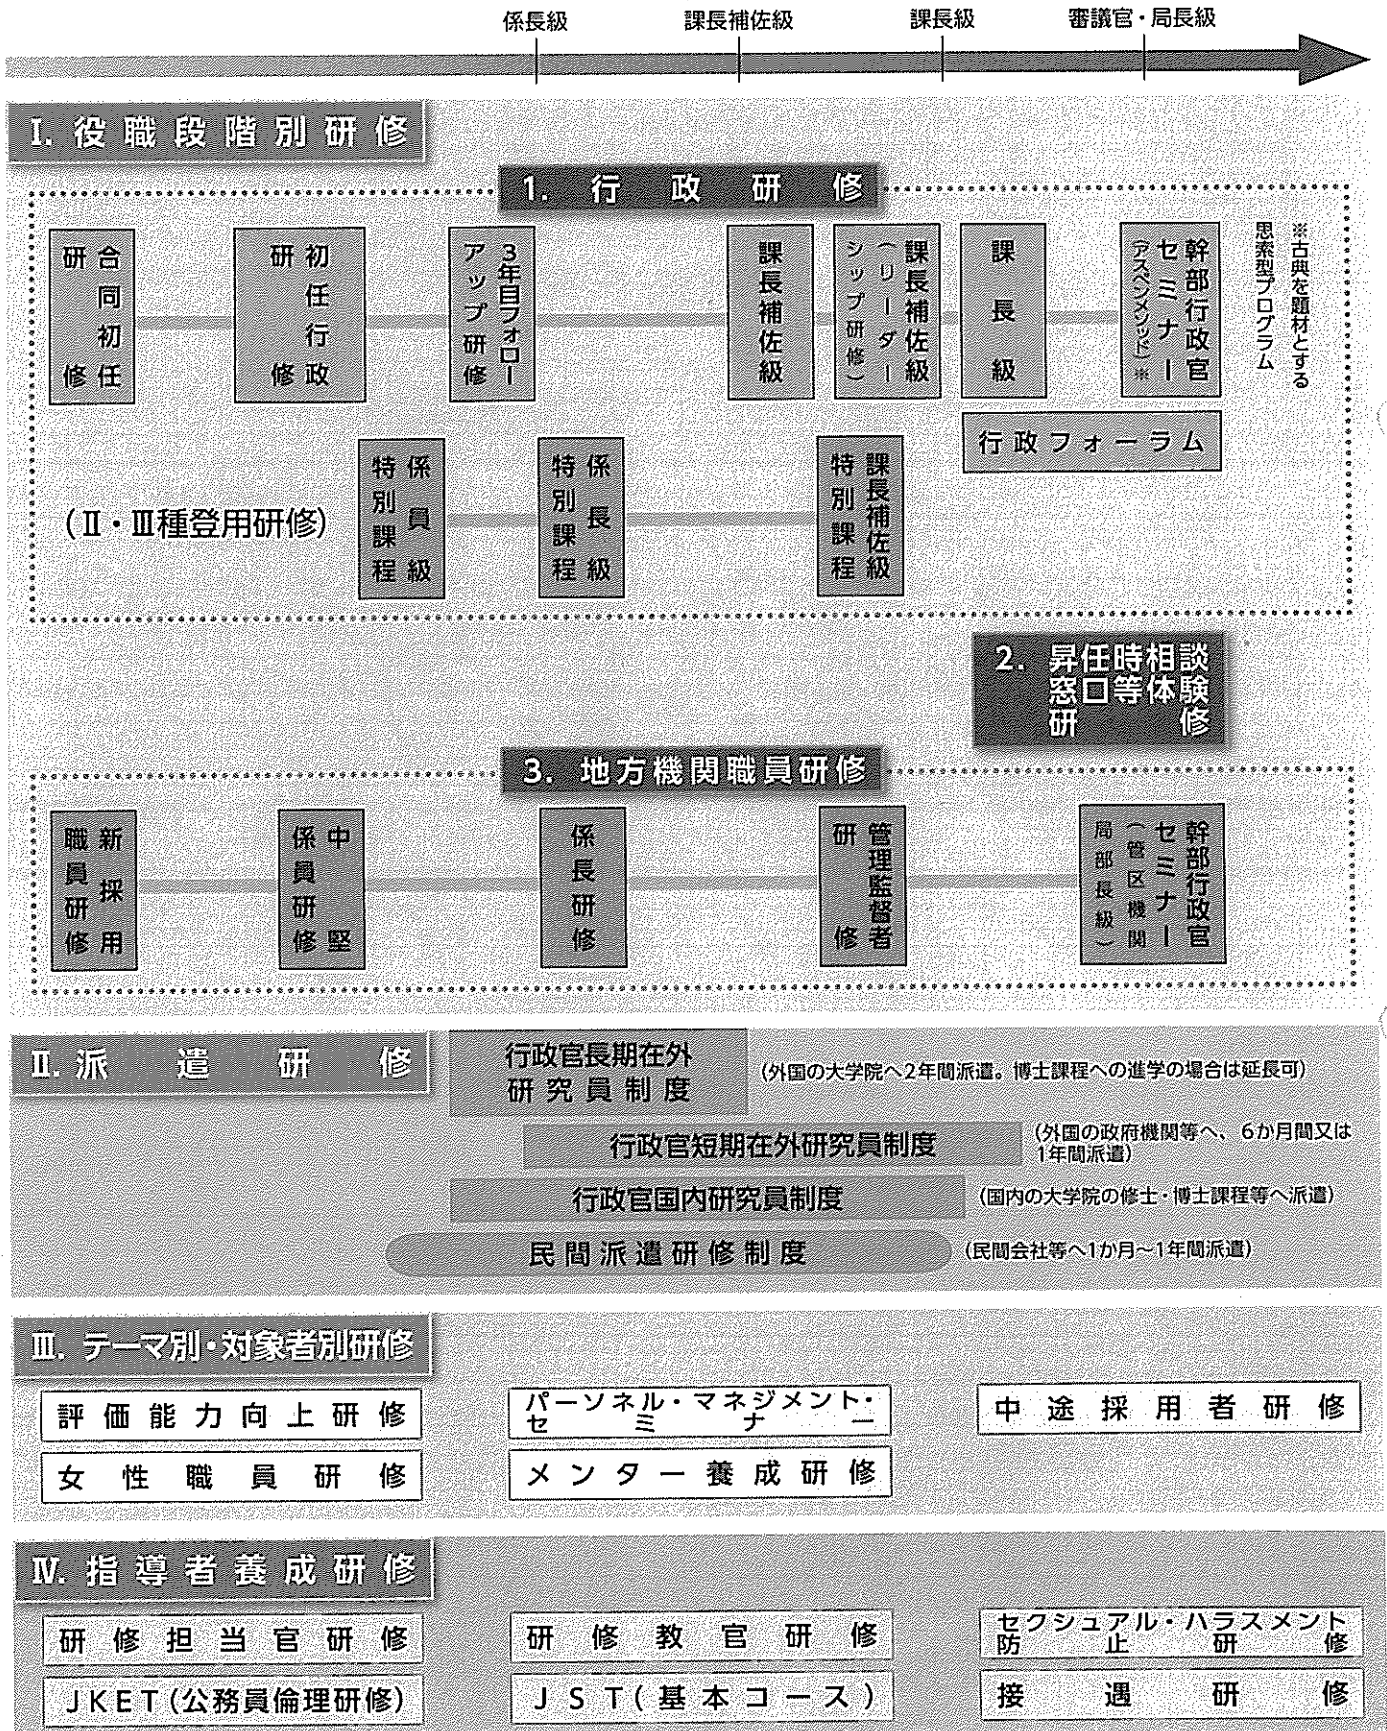 係長級
課長補佐級
課長級
審議官・局長級
Ⅰ. 役職段階別研修
1. 行政研修
合同初任
研修
初任行政
研修
3年目フォロー
アップ研修
課長補佐級
課長補佐級
(リーダー
シップ研修)
課長級
幹部行政官
セミナー
(アスペンメソッド)※
※古典を題材とする
思索型プログラム
行政フォーラム
(Ⅱ・Ⅲ種登用研修)
係員級
特別課程
係長級
特別課程
課長補佐級
特別課程
2. 昇任時相談
窓口等体験
研修
3. 地方機関職員研修
新採用
職員研修
中堅
係員研修
係長研修
管理監督者
研修
幹部行政官
セミナー
(管区機関
局部長級)
Ⅱ. 派遣研修
行政官長期在外
研究員制度
(外国の大学院へ2年間派遣。博士課程への進学の場合は延長可)
行政官短期在外研究員制度
(外国の政府機関等へ、6か月間又は
1年間派遣)
行政官国内研究員制度
(国内の大学院の修士・博士課程等へ派遣)
民間派遣研修制度
(民間会社等へ1か月～1年間派遣)
Ⅲ. テーマ別・対象者別研修
評価能力向上研修
パーソネル・マネジメント・
セミナー
中途採用者研修
女性職員研修
メンター養成研修
Ⅳ. 指導者養成研修
研修担当官研修
研修教官研修
セクシュアル・ハラスメント
防止研修
JKET(公務員倫理研修)
JST(基本コース)
接遇研修